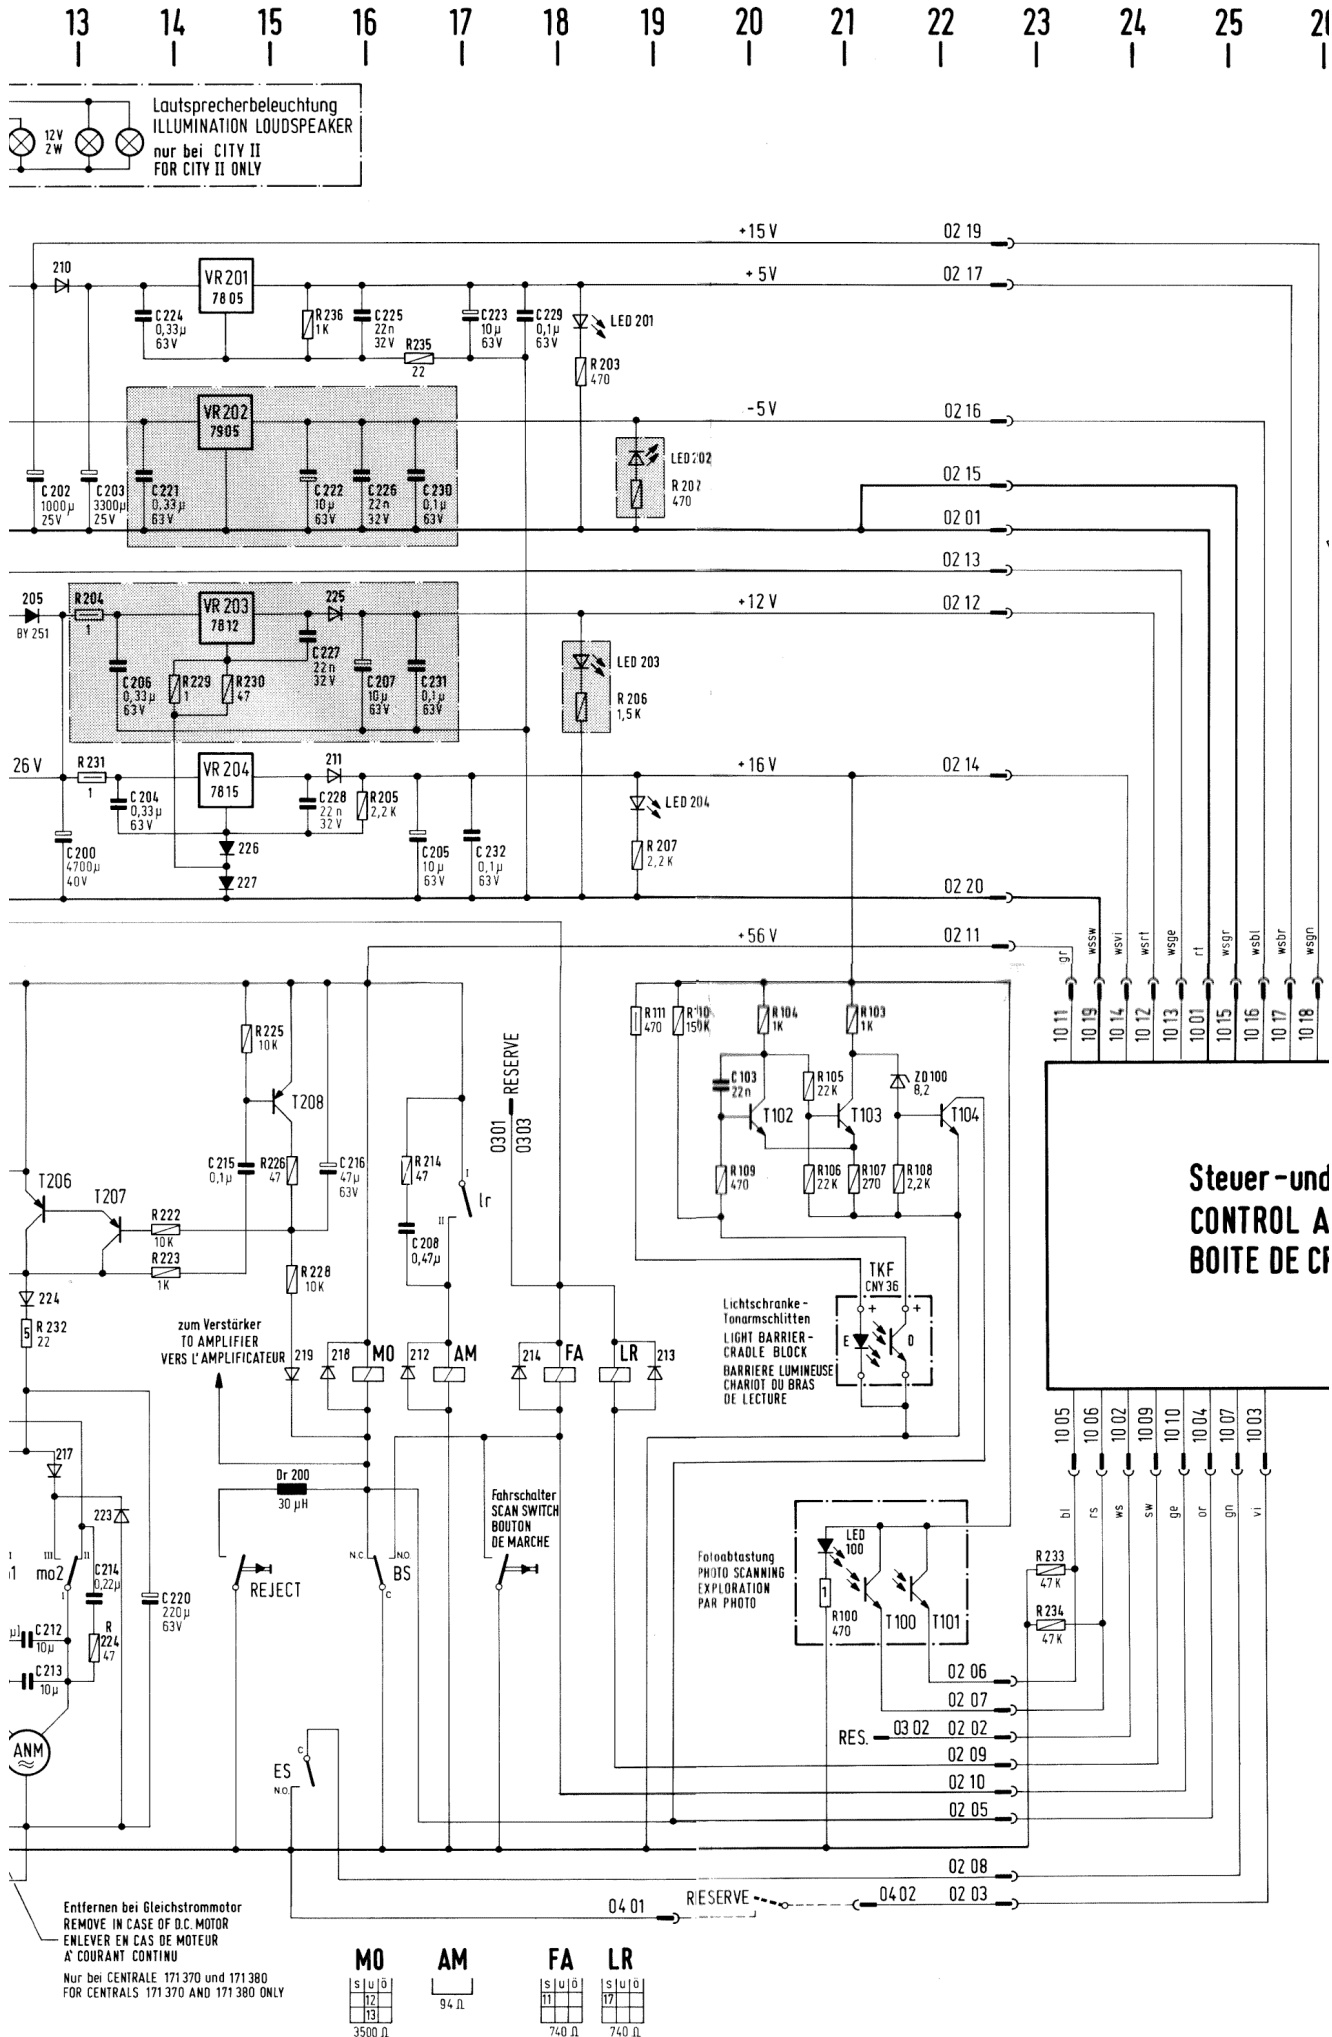 13 14 15 16 17 18 19 20 21 22 23 24 25
Lautsprecherbeleuchtung
ILLUMINATION LOUDSPEAKER
nur bei CITY II
FOR CITY II ONLY
12V
2W
+15 V 02 19
210
VR 201
7805
+5V 02 17
C 224
0,33µ
63V
R 236
1K
C 225
22n
32V
R 235
22
C 223
10µ
63V
C 229
0,1µ
63V
LED 201
R 203
470
VR 202
7905
-5V 02 16
C 202
1000µ
25V
C 203
3300µ
25V
C 221
0,33µ
63V
C 222
10µ
63V
C 226
22n
32V
C 230
0,1µ
63V
LED 202
R 202
470
02 15
02 01
02 13
205
BY 251
R 204
1
VR 203
7812
225
+12V 02 12
C 206
0,33µ
63V
R 229
1
R 230
47
C 227
22n
32V
C 207
10µ
63V
C 231
0,1µ
63V
LED 203
R 206
1,5K
26 V
R 231
1
VR 204
7815
211
+16V 02 14
C 204
0,33µ
63V
C 228
22n
32V
R 205
2,2K
LED 204
C 200
4700µ
40V
226
227
C 205
10µ
63V
C 232
0,1µ
63V
R 207
2,2K
02 20
+56 V 02 11
gr wssw wsvi wsrt wsge rt wsgr wsbl wsbr wsgn
10 11 10 19 10 14 10 12 10 13 10 01 10 15 10 16 10 17 10 18
R 225
10K
T208
C 215
0,1µ
R 226
47
C 216
47µ
63V
R 214
47
C 208
0,47µ
I
lr
II
0301
0303
RESERVE
R 111
470
R 110
150K
R 104
1K
R 103
1K
C 103
22n
R 105
22K
ZD 100
8,2
T102
T103
T104
R 109
470
R 106
22K
R 107
270
R 108
2,2K
T206
T207
R 222
10K
R 223
1K
R 228
10K
224
R 232
22
5
zum Verstärker
TO AMPLIFIER
VERS L'AMPLIFICATEUR
219
218
MO
212
AM
214
FA
LR
213
TKF
CNY 36
+ +
E D
Lichtschranke-
Tonarmschlitten
LIGHT BARRIER-
CRADLE BLOCK
BARRIERE LUMINEUSE
CHARIOT DU BRAS
DE LECTURE
Steuer-und
CONTROL A
BOITE DE C
10 05 10 06 10 02 10 09 10 10 10 04 10 07 10 03
bl rs ws sw ge or gn vi
217
223
III II
mo2
I
C 214
0,22µ
R
224
47
C 212
10µ
C 213
10µ
C 220
220µ
63V
ANM
Dr 200
30 µH
REJECT
N.C. N.O.
BS
C
Fahrschalter
SCAN SWITCH
BOUTON
DE MARCHE
Fotoabtastung
PHOTO SCANNING
EXPLORATION
PAR PHOTO
LED
100
1
R 100
470
T100
T101
R 233
47K
R 234
47K
02 06
02 07
RES. 03 02 02 02
02 09
02 10
02 05
C
ES
N.O.
02 08
04 01 RESERVE 04 02 02 03
Entfernen bei Gleichstrommotor
REMOVE IN CASE OF D.C. MOTOR
ENLEVER EN CAS DE MOTEUR
A' COURANT CONTINU
Nur bei CENTRALE 171 370 und 171 380
FOR CENTRALS 171 370 AND 171 380 ONLY
MO
s u ö
12
13
3500 Ω
AM
94 Ω
FA
s u ö
11
740 Ω
LR
s u ö
17
740 Ω